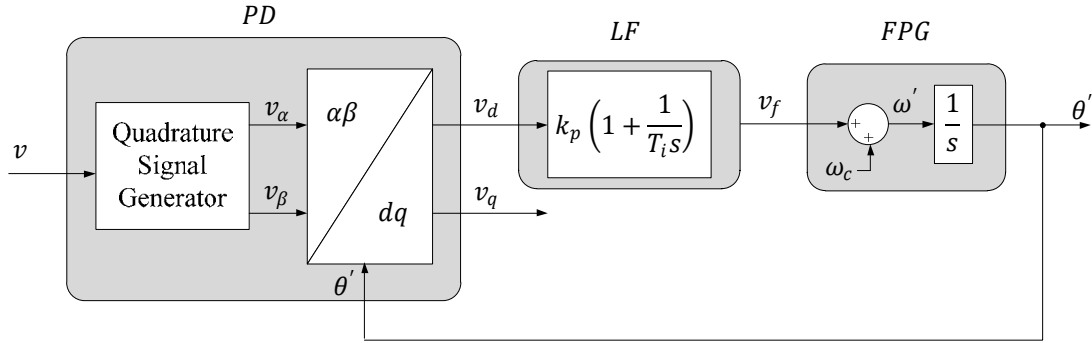 PD
LF
FPG
v
Quadrature
Signal
Generator
v_α
v_β
αβ
dq
θ′
v_d
v_q
k_p (1 + 1/(T_i s))
v_f
+
+
ω_c
ω′
1/s
θ′